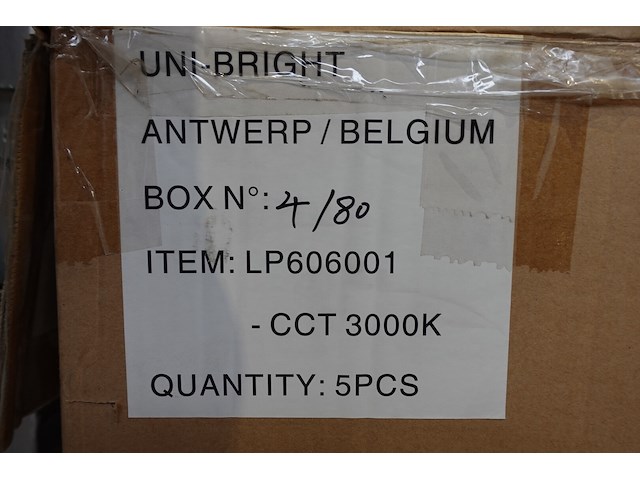 UNI-BRIGHT
ANTWERP / BELGIUM
BOX N°: 4/80
ITEM: LP606001
- CCT 3000K
QUANTITY: 5PCS